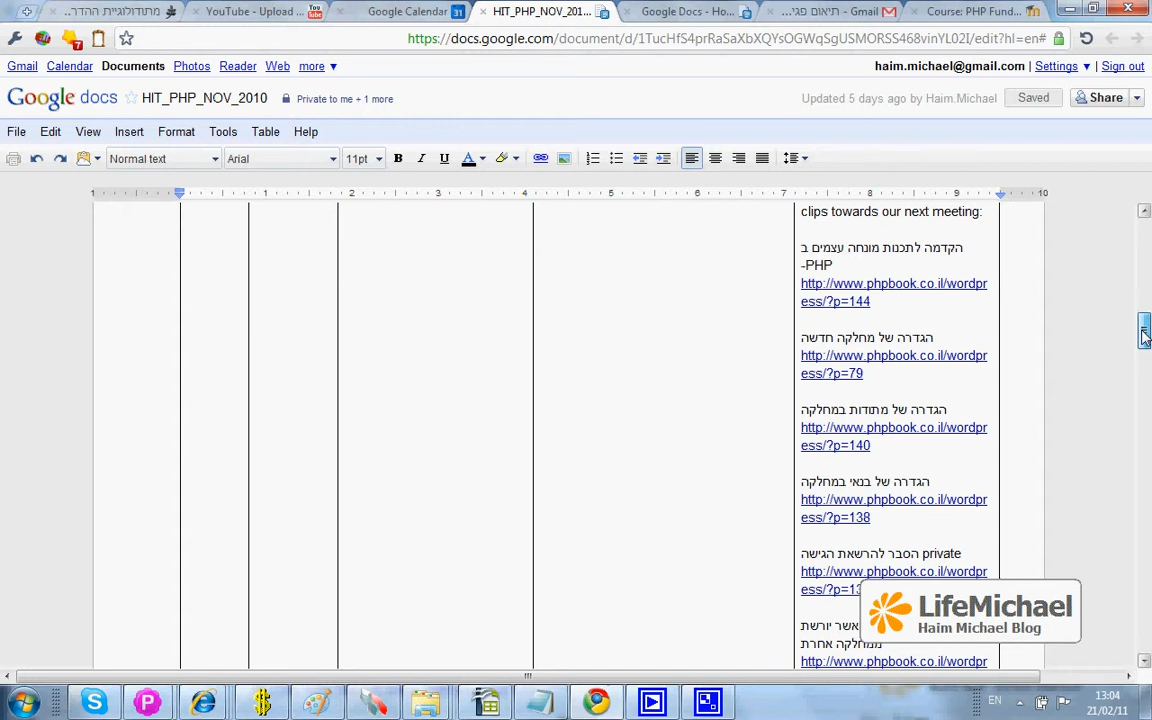 מתודולוגיית ההדר..
YouTube - Upload ...
Google Calendar
31
HIT_PHP_NOV_201...
Google Docs - Ho...
תיאום פגי... - Gmail
Course: PHP Fund...
https://docs.google.com/document/d/1TucHfS4prRaSaXbXQYsOGWqSgUSMORSS468vinYL02I/edit?hl=en#
Gmail Calendar Documents Photos Reader Web more ▼
haim.michael@gmail.com | Settings ▼ | Sign out
Google docs HIT_PHP_NOV_2010 Private to me + 1 more
Updated 5 days ago by Haim.Michael Saved Share
File Edit View Insert Format Tools Table Help
Normal text Arial 11pt B I U A
1 1 2 3 4 5 6 7 8 9 10
clips towards our next meeting:
הקדמה לתכנות מונחה עצמים ב
-PHP
http://www.phpbook.co.il/wordpr
ess/?p=144
הגדרה של מחלקה חדשה
http://www.phpbook.co.il/wordpr
ess/?p=79
הגדרה של מתודות במחלקה
http://www.phpbook.co.il/wordpr
ess/?p=140
הגדרה של בנאי במחלקה
http://www.phpbook.co.il/wordpr
ess/?p=138
הסבר להרשאת הגישה private
http://www.phpbook.co.il/wordpr
אשר יורשת
ממחלקה אחרת
http://www.phpbook.co.il/wordpr
LifeMichael
Haim Michael Blog
EN
13:04
21/02/11